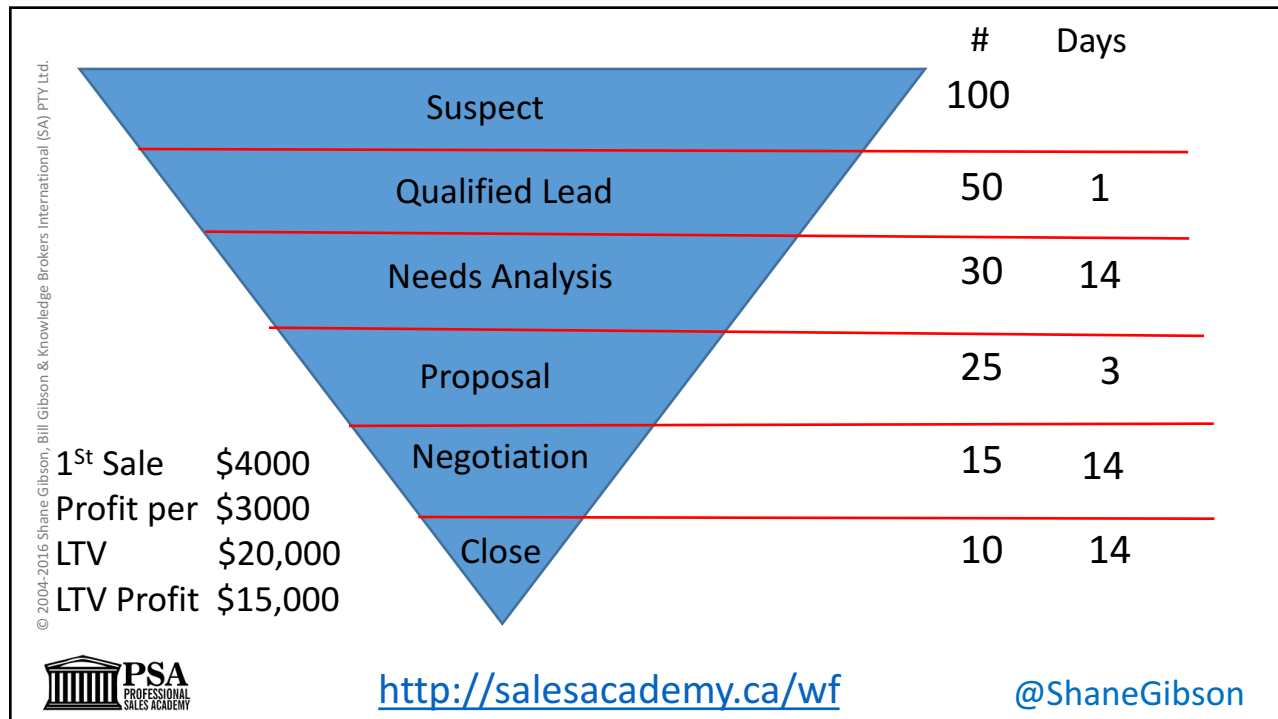 # Days
Suspect 100
Qualified Lead 50 1
Needs Analysis 30 14
Proposal 25 3
Negotiation 15 14
Close 10 14
1St Sale $4000
Profit per $3000
LTV $20,000
LTV Profit $15,000
© 2004-2016 Shane Gibson, Bill Gibson & Knowledge Brokers International (SA) PTY Ltd.
PSA
PROFESSIONAL
SALES ACADEMY
http://salesacademy.ca/wf
@ShaneGibson